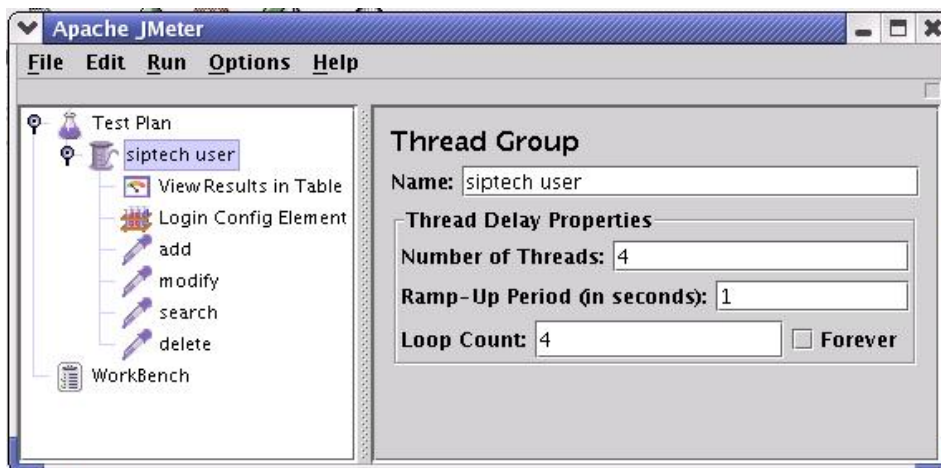 Apache JMeter
File Edit Run Options Help
Test Plan
siptech user
View Results in Table
Login Config Element
add
modify
search
delete
WorkBench
Thread Group
Name: siptech user
Thread Delay Properties
Number of Threads: 4
Ramp-Up Period (in seconds): 1
Loop Count: 4 Forever